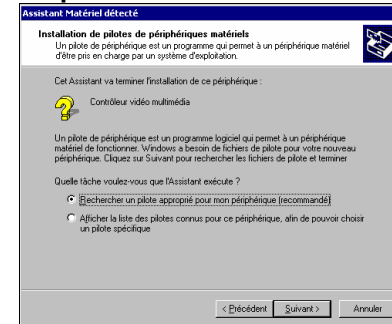 Assistant Matériel détecté
Installation de pilotes de périphériques matériels
Un pilote de périphérique est un programme qui permet à un périphérique matériel
d'être pris en charge par un système d'exploitation.
Cet Assistant va terminer l'installation de ce périphérique :
Contrôleur vidéo multimédia
Un pilote de périphérique est un programme logiciel qui permet à un périphérique
matériel de fonctionner. Windows a besoin de fichiers de pilote pour votre nouveau
périphérique. Cliquez sur Suivant pour rechercher les fichiers de pilote et terminer
Quelle tâche voulez-vous que l'Assistant exécute ?
Rechercher un pilote approprié pour mon périphérique (recommandé)
Afficher la liste des pilotes connus pour ce périphérique, afin de pouvoir choisir
un pilote spécifique
< Précédent
Suivant >
Annuler